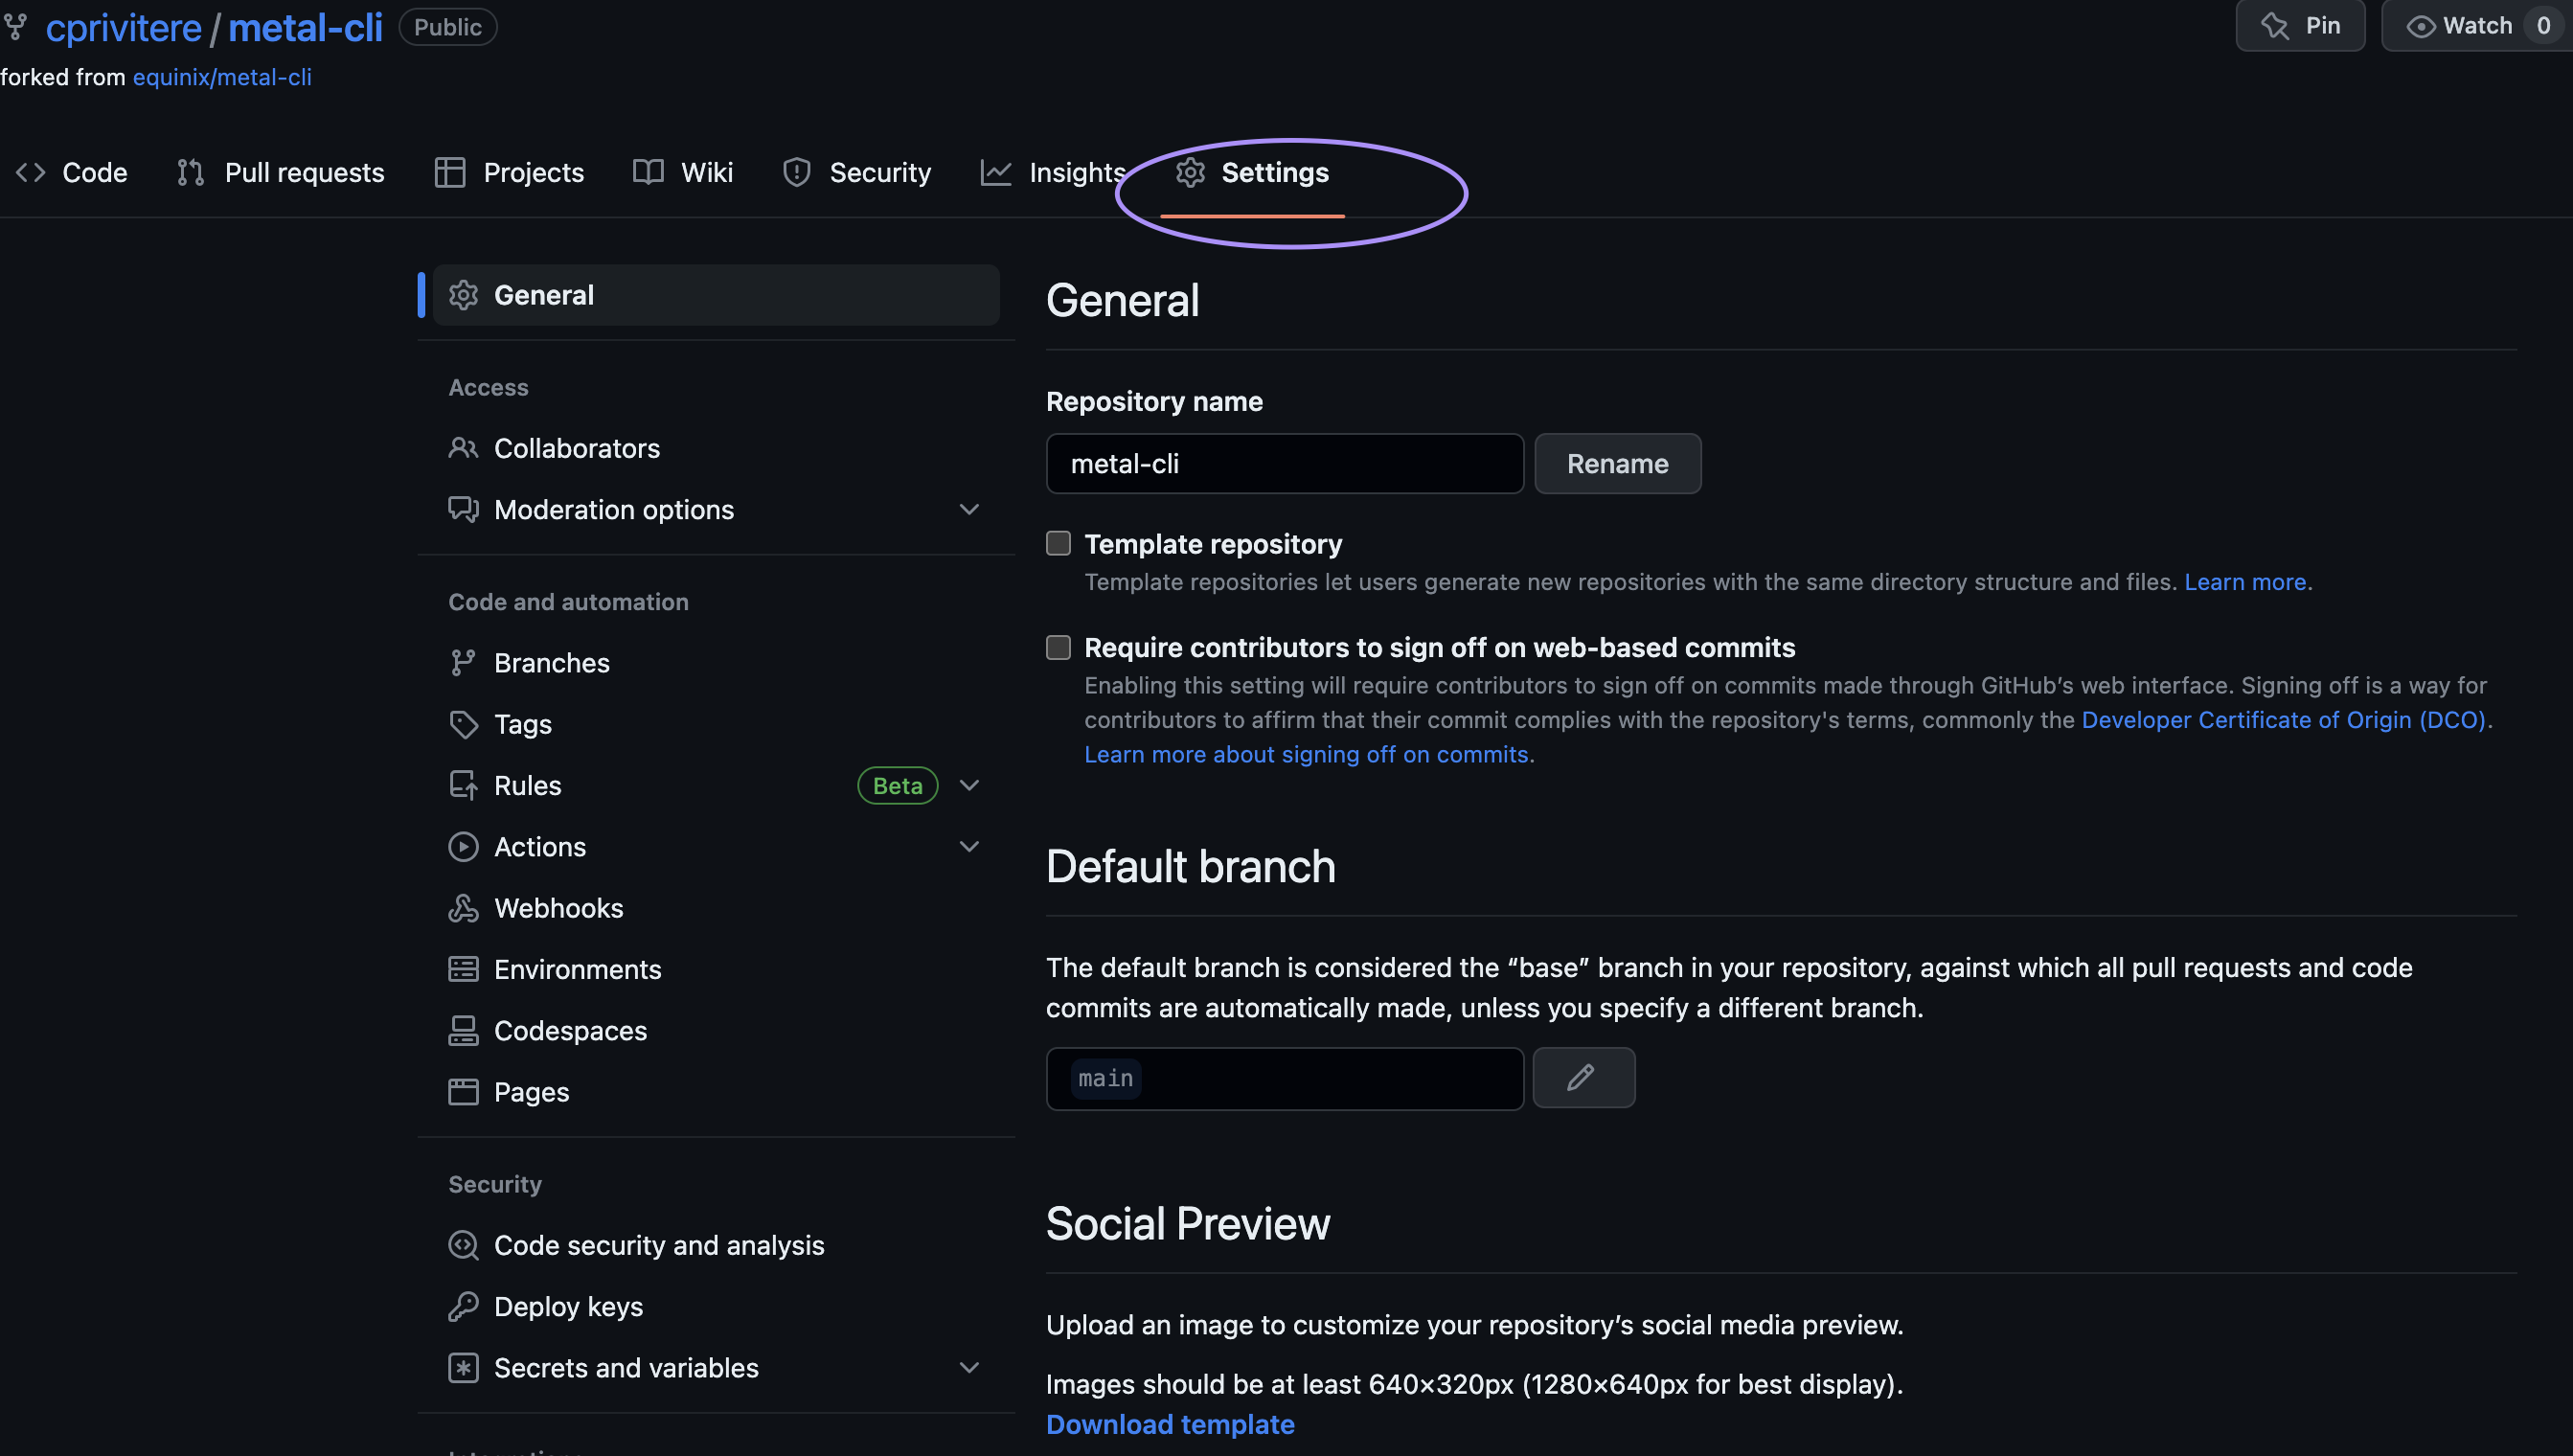 cprivitere / metal-cli Public Pin Watch 0
forked from equinix/metal-cli
Code Pull requests Projects Wiki Security Insights Settings
General
Access
Collaborators
Moderation options
Code and automation
Branches
Tags
Rules Beta
Actions
Webhooks
Environments
Codespaces
Pages
Security
Code security and analysis
Deploy keys
Secrets and variables
General
Repository name
metal-cli Rename
Template repository
Template repositories let users generate new repositories with the same directory structure and files. Learn more.
Require contributors to sign off on web-based commits
Enabling this setting will require contributors to sign off on commits made through GitHub’s web interface. Signing off is a way for
contributors to affirm that their commit complies with the repository's terms, commonly the Developer Certificate of Origin (DCO).
Learn more about signing off on commits.
Default branch
The default branch is considered the “base” branch in your repository, against which all pull requests and code
commits are automatically made, unless you specify a different branch.
main
Social Preview
Upload an image to customize your repository’s social media preview.
Images should be at least 640×320px (1280×640px for best display).
Download template